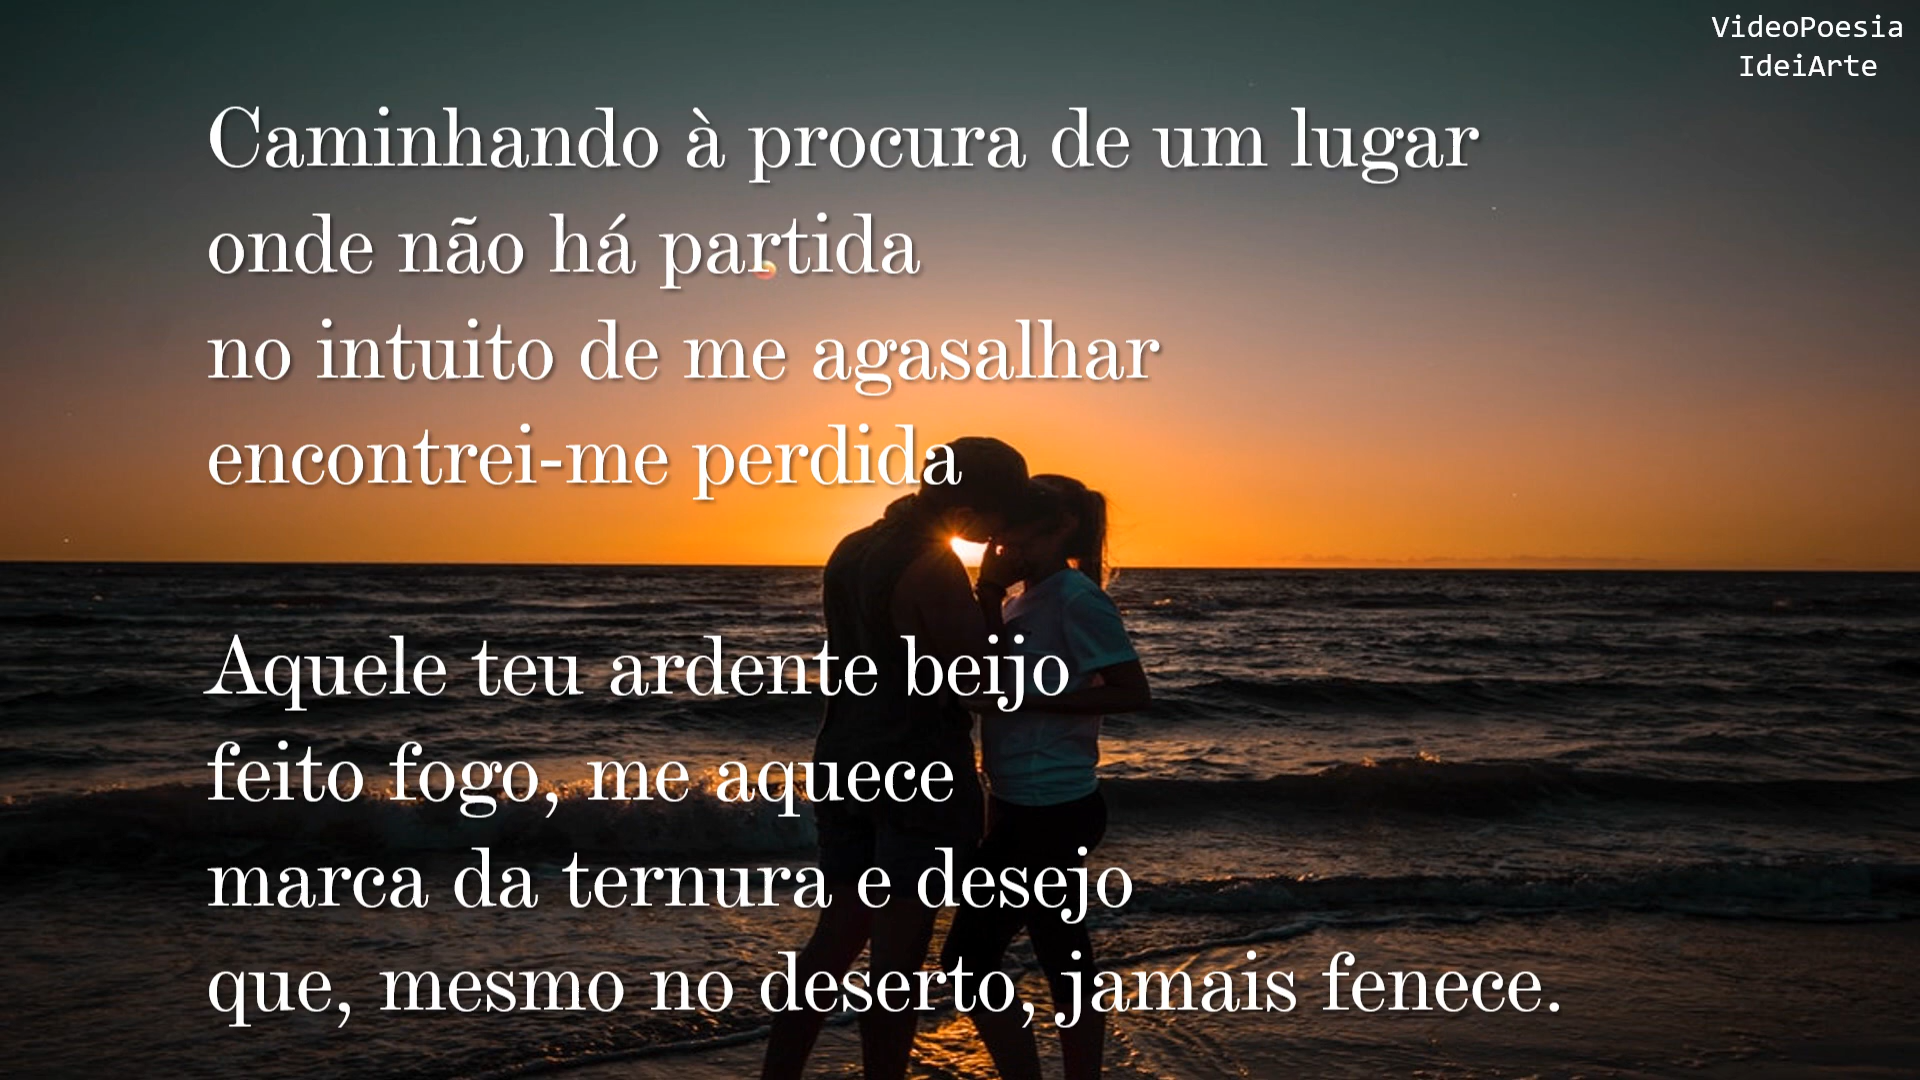 VideoPoesia
IdeiArte
Caminhando à procura de um lugar
onde não há partida
no intuito de me agasalhar
encontrei-me perdida
Aquele teu ardente beijo
feito fogo, me aquece
marca da ternura e desejo
que, mesmo no deserto, jamais fenece.